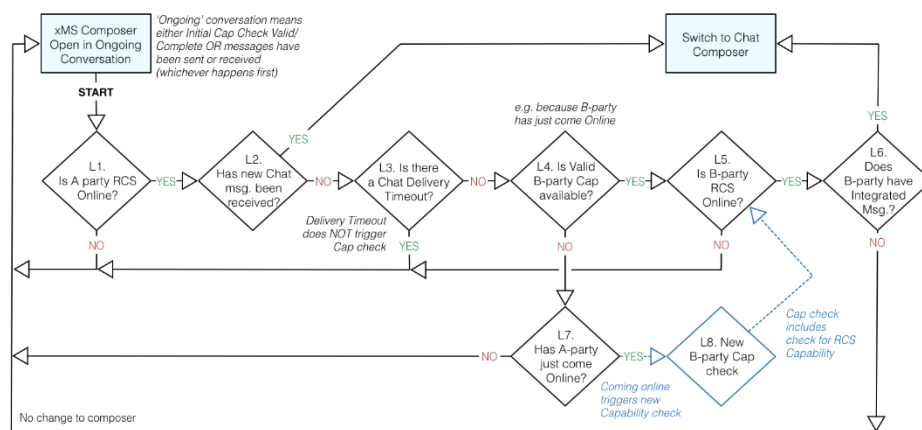 xMS Composer
Open in Ongoing
Conversation
'Ongoing' conversation means
either Initial Cap Check Valid/
Complete OR messages have
been sent or received
(whichever happens first)
Switch to Chat
Composer
START
e.g. because B-party
has just come Online
YES
YES
L1.
Is A party RCS
Online?
YES
L2.
Has new Chat
msg. been
received?
NO
L3. Is there
a Chat Delivery
Timeout?
NO
L4. Is Valid
B-party Cap
available?
YES
L5.
Is B-party
RCS
Online?
YES
L6.
Does
B-party have
Integrated
Msg.?
NO
Delivery Timeout
does NOT trigger
Cap check
YES
NO
NO
NO
L7.
Has A-party
just come
Online?
NO
YES
L8. New
B-party Cap
check
Cap check
includes
check for RCS
Capability
Coming online
triggers new
Capability check
No change to composer